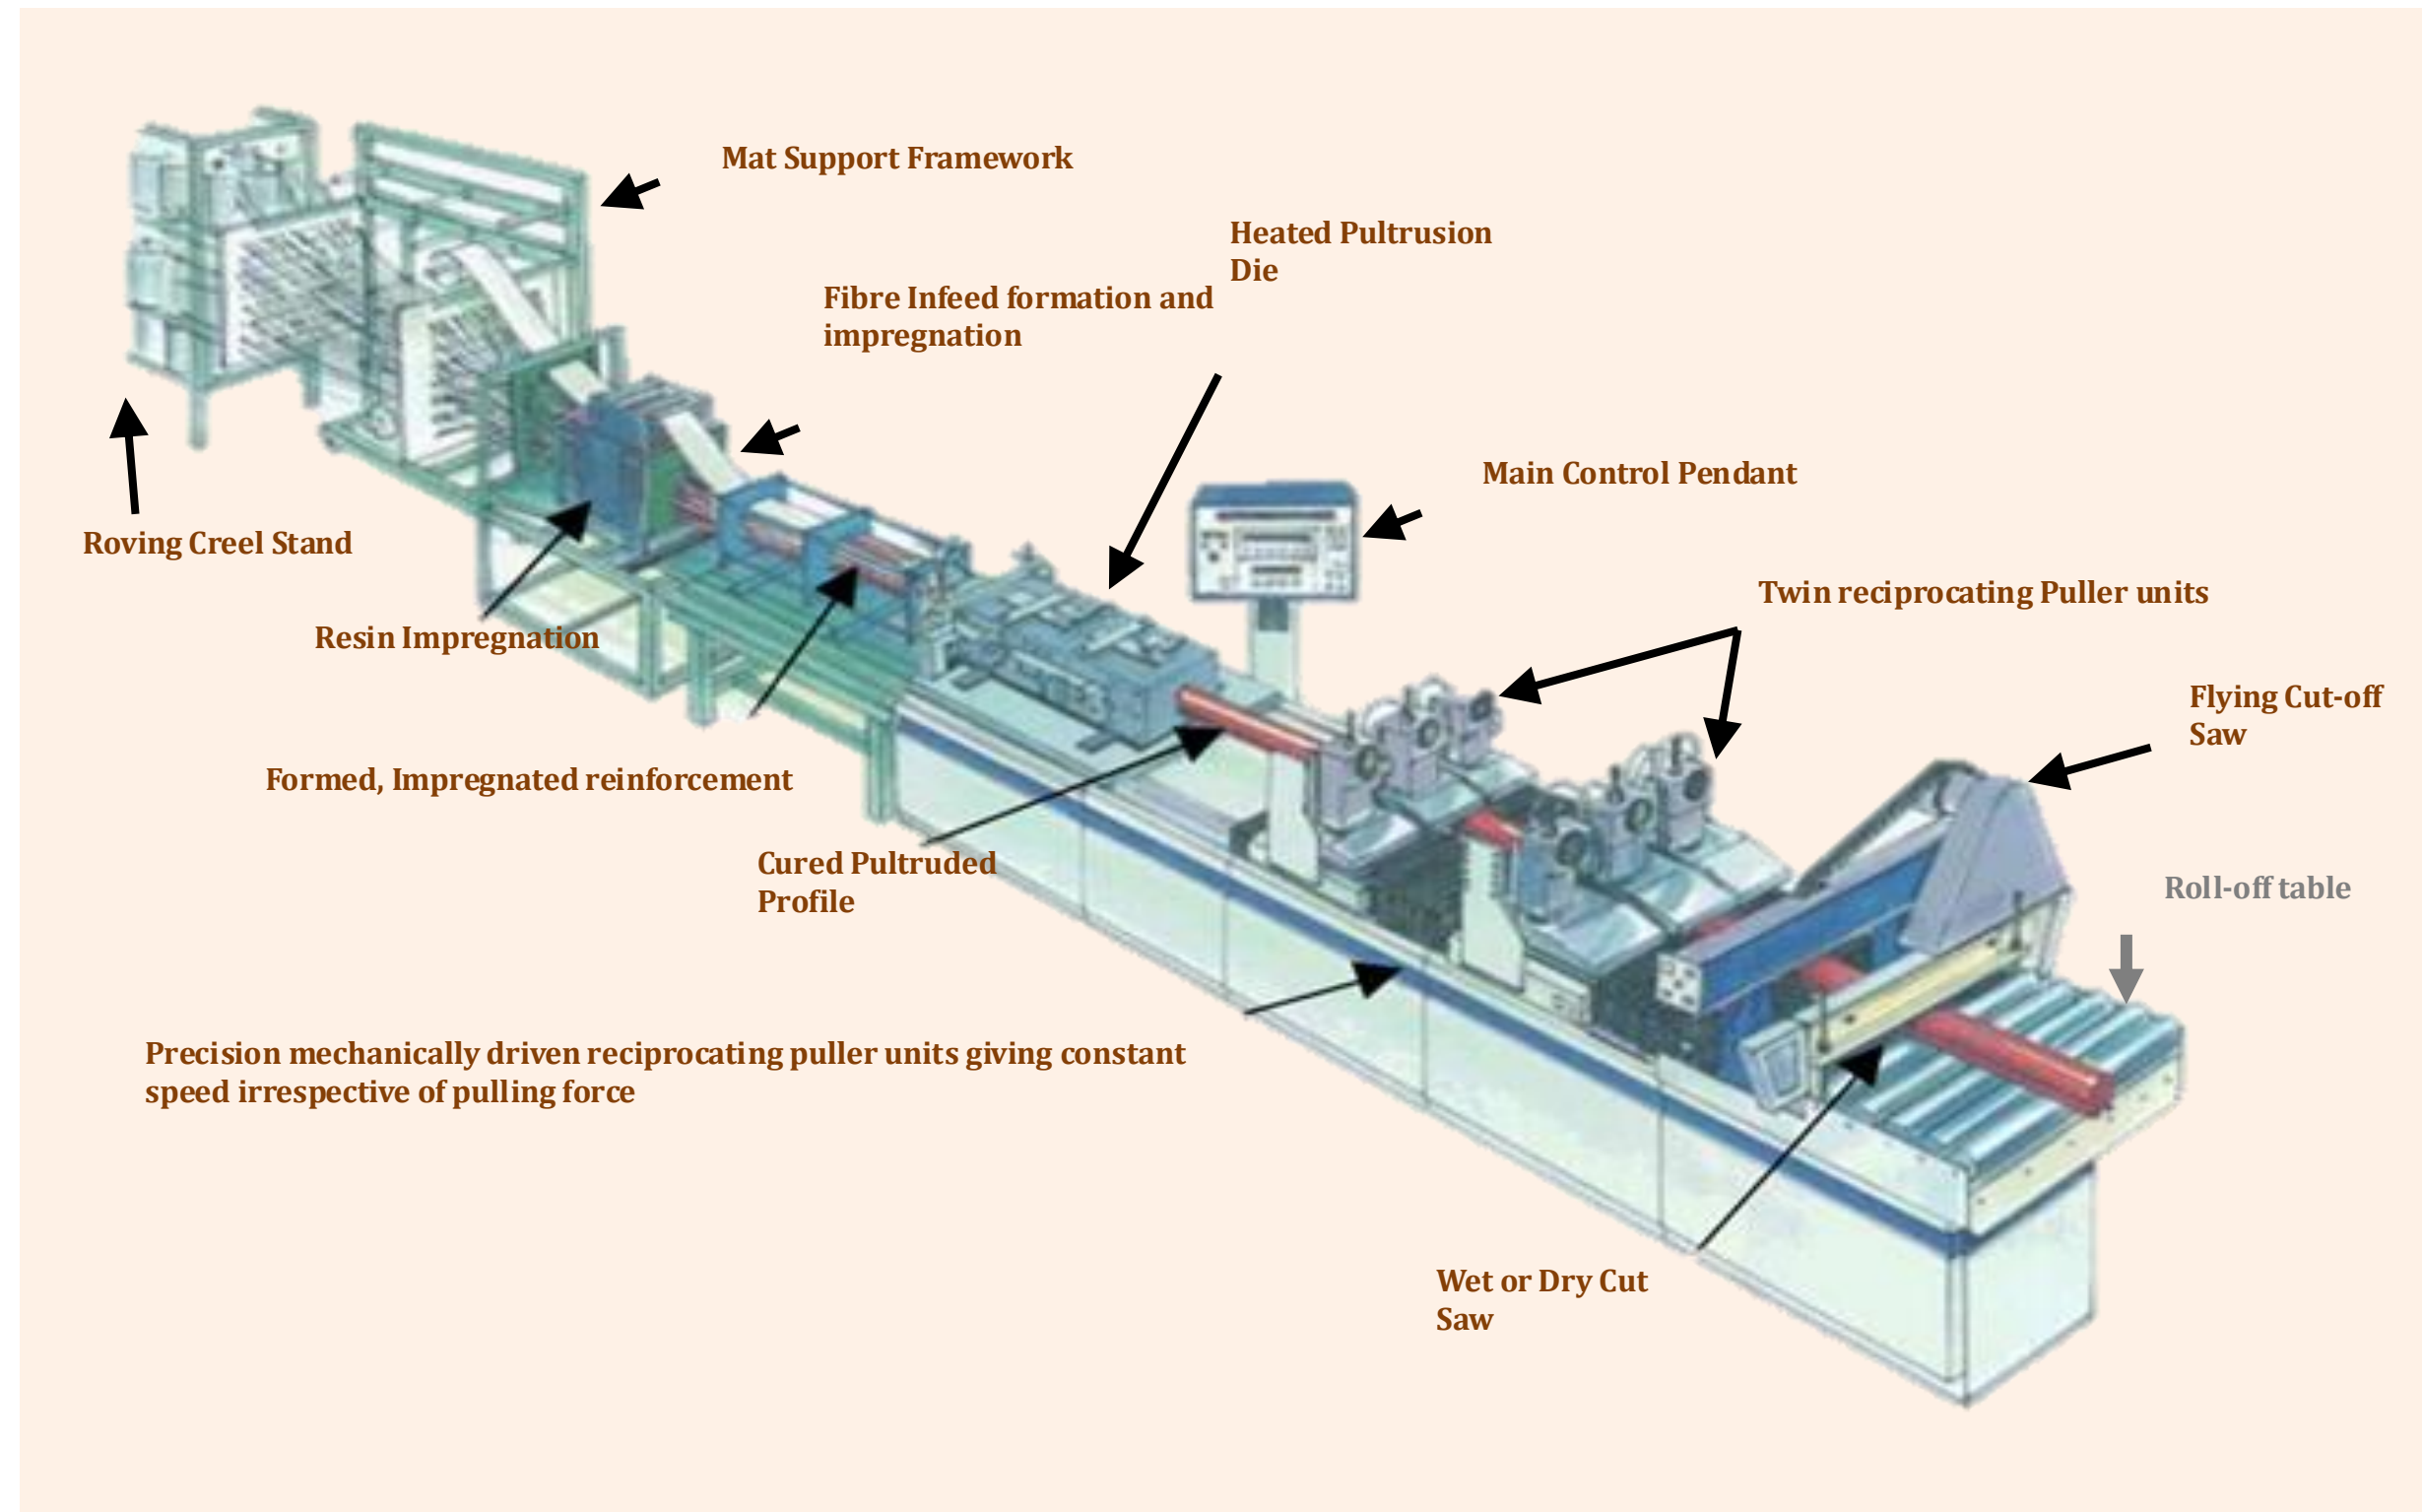 Mat Support Framework
Heated Pultrusion
Die
Fibre Infeed formation and
impregnation
Main Control Pendant
Roving Creel Stand
Twin reciprocating Puller units
Resin Impregnation
Flying Cut-off
Saw
Formed, Impregnated reinforcement
Cured Pultruded
Profile
Roll-off table
Precision mechanically driven reciprocating puller units giving constant
speed irrespective of pulling force
Wet or Dry Cut
Saw